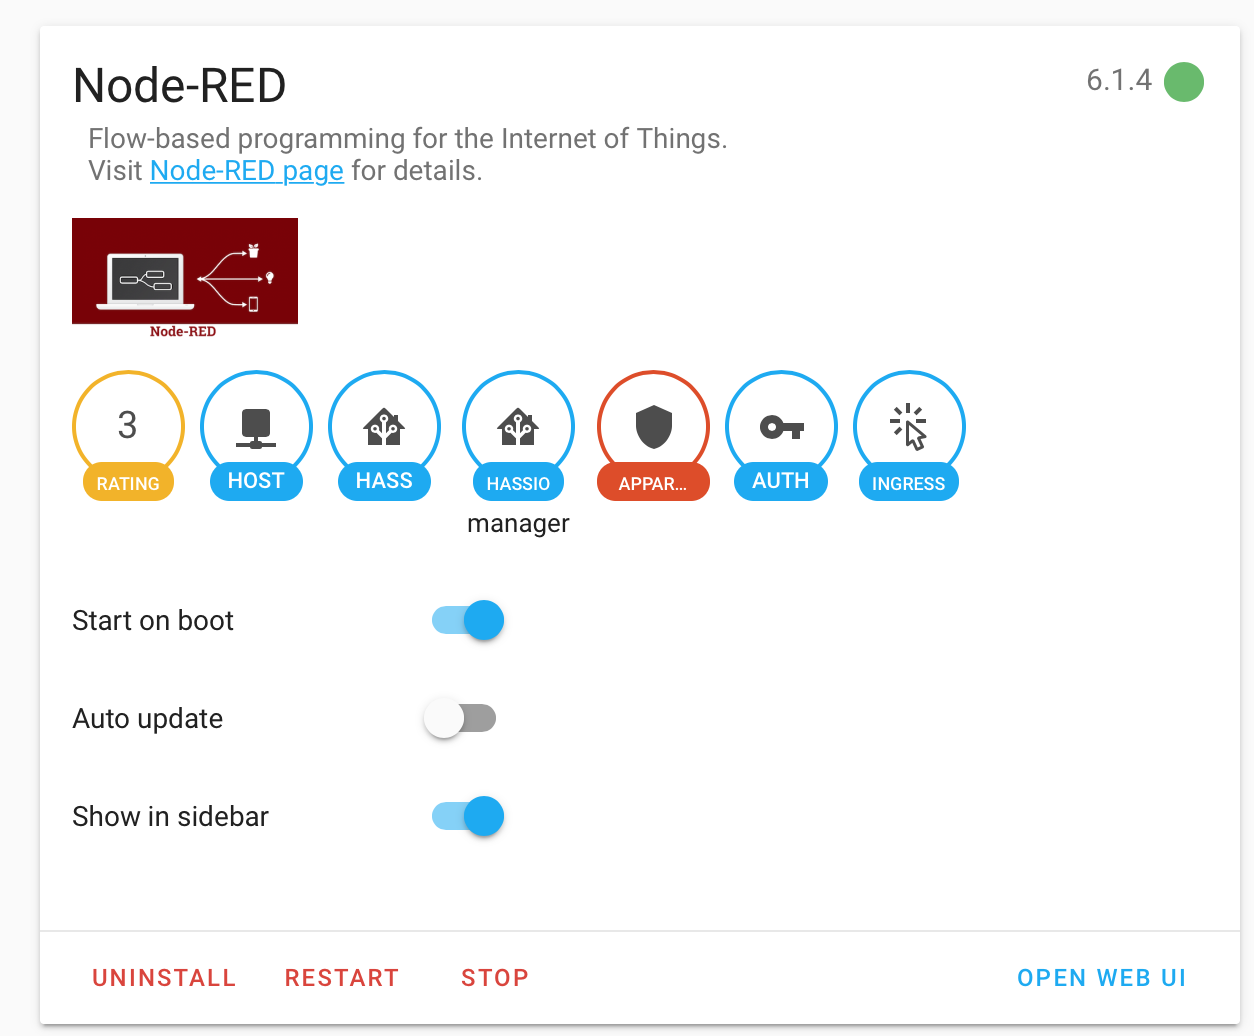 Node-RED
6.1.4
Flow-based programming for the Internet of Things.
Visit Node-RED page for details.
Node-RED
3
RATING
HOST
HASS
HASSIO
manager
APPAR...
AUTH
INGRESS
Start on boot
Auto update
Show in sidebar
UNINSTALL
RESTART
STOP
OPEN WEB UI